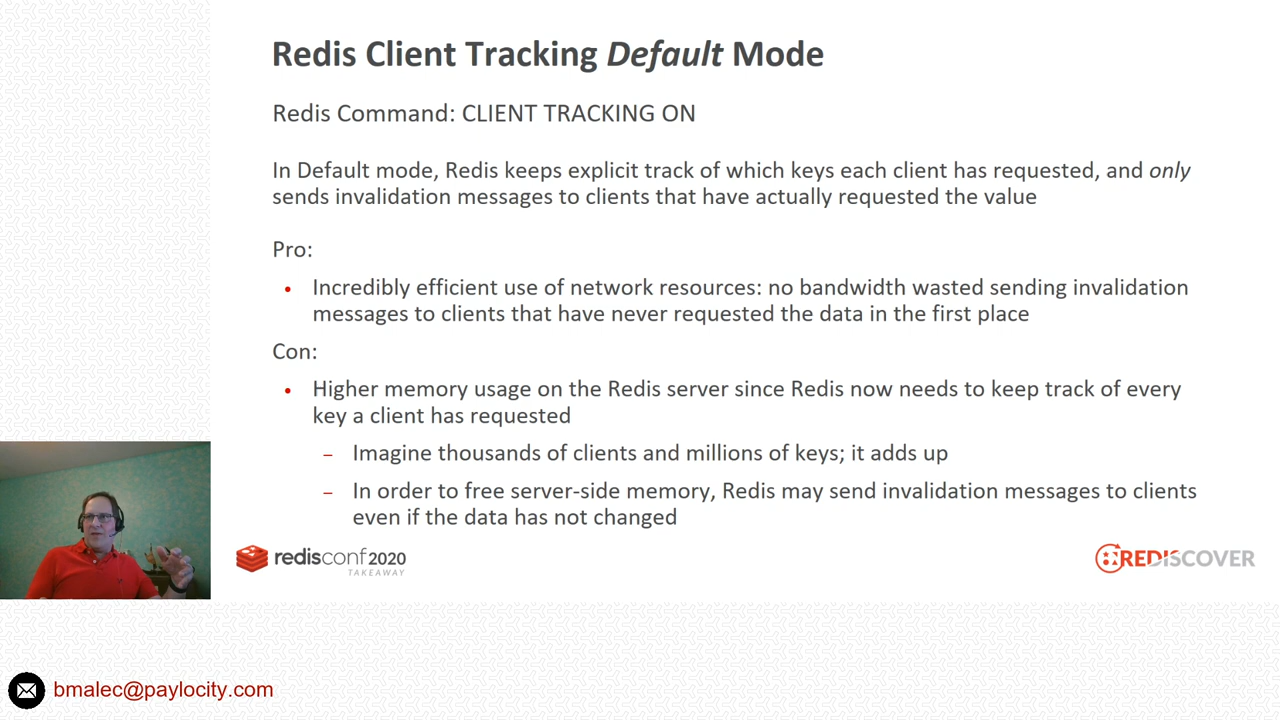 Redis Client Tracking Default Mode
Redis Command: CLIENT TRACKING ON
In Default mode, Redis keeps explicit track of which keys each client has requested, and only
sends invalidation messages to clients that have actually requested the value
Pro:
• Incredibly efficient use of network resources: no bandwidth wasted sending invalidation
messages to clients that have never requested the data in the first place
Con:
• Higher memory usage on the Redis server since Redis now needs to keep track of every
key a client has requested
– Imagine thousands of clients and millions of keys; it adds up
– In order to free server-side memory, Redis may send invalidation messages to clients
even if the data has not changed
redisconf2020
TAKEAWAY
REDISCOVER
bmalec@paylocity.com